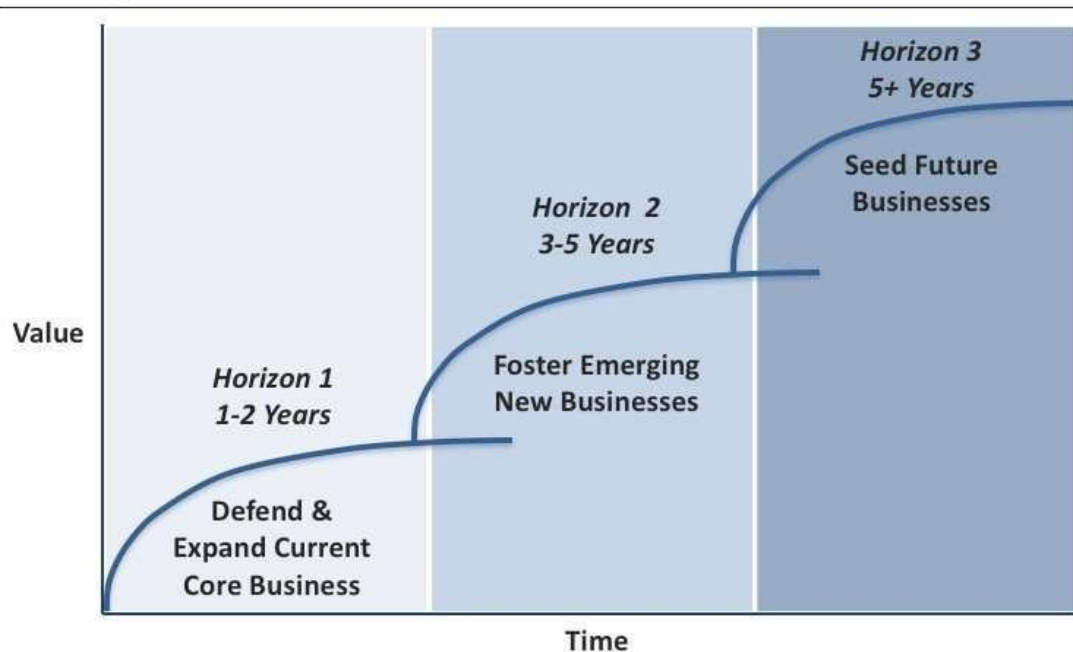 Horizon 3
5+ Years
Seed Future
Businesses
Horizon 2
3-5 Years
Value
Foster Emerging
New Businesses
Horizon 1
1-2 Years
Defend &
Expand Current
Core Business
Time